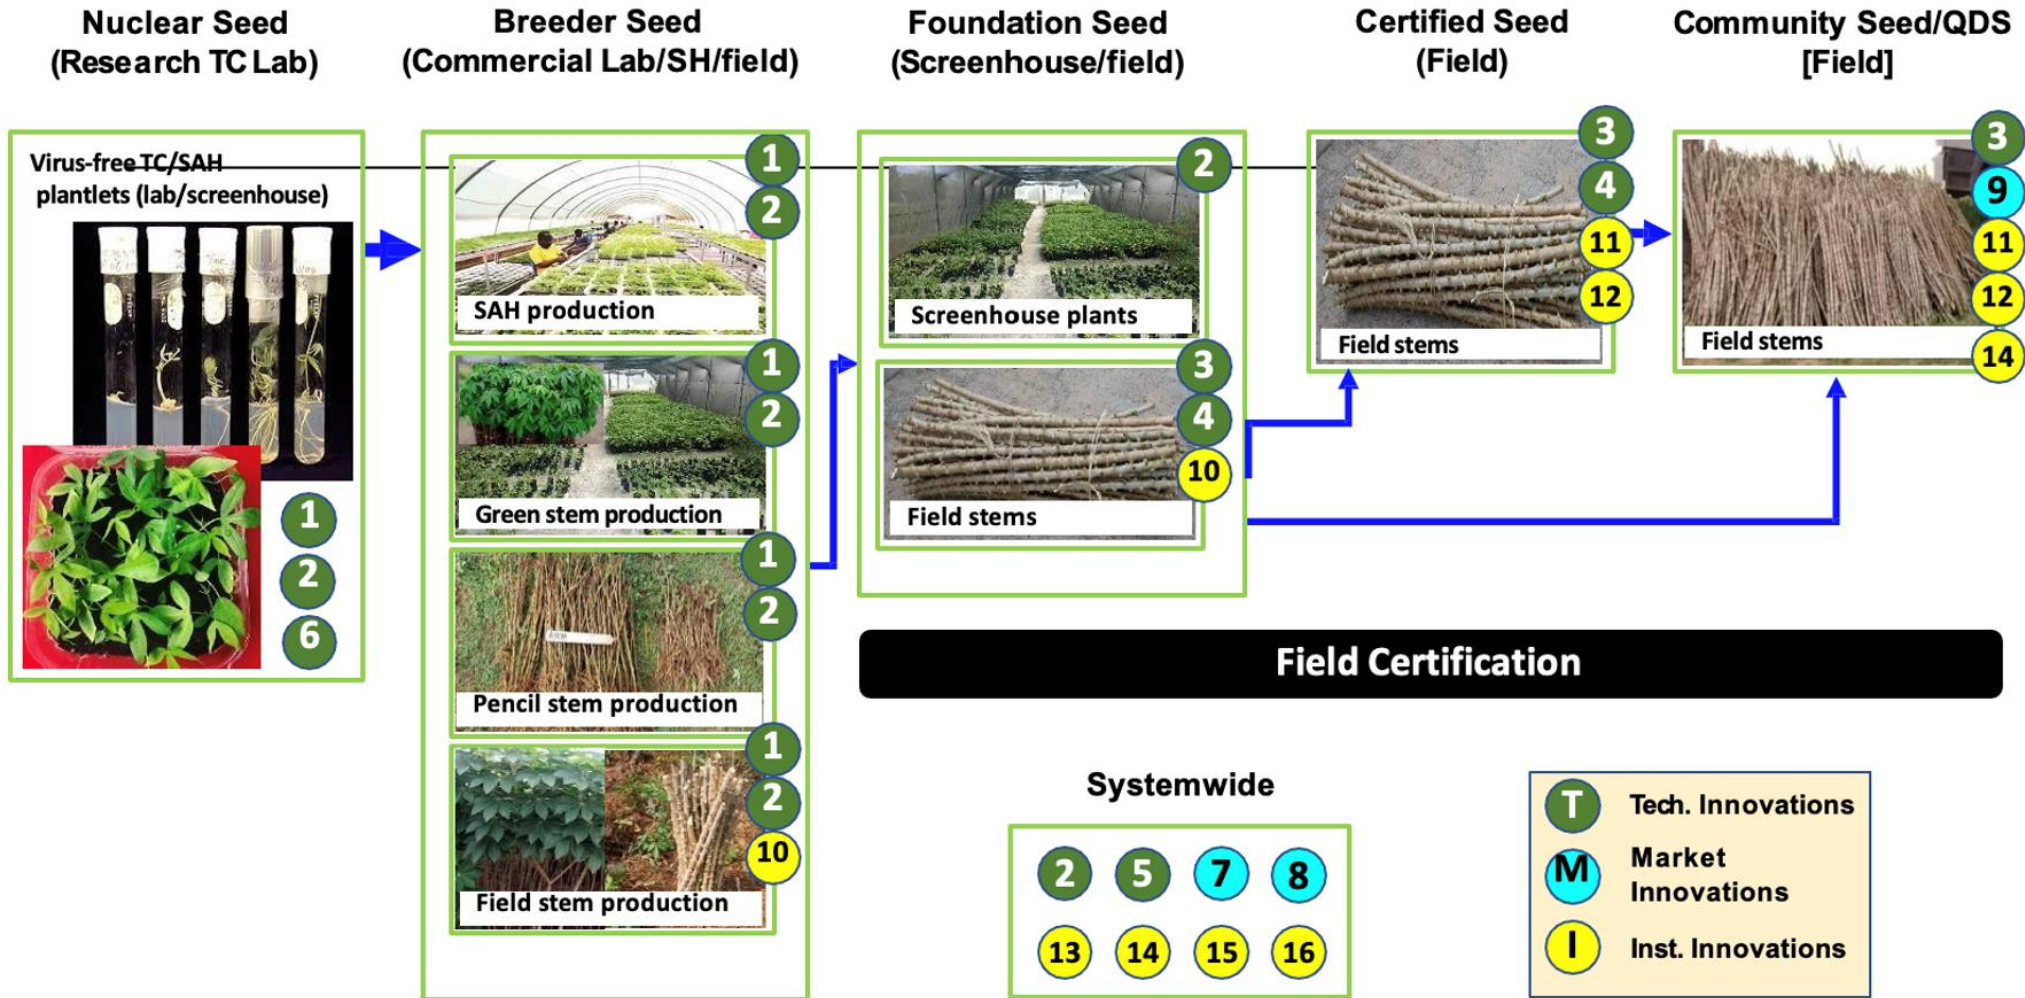 Nuclear Seed
(Research TC Lab)
Breeder Seed
(Commercial Lab/SH/field)
Foundation Seed
(Screenhouse/field)
Certified Seed
(Field)
Community Seed/QDS
[Field]
Virus-free TC/SAH
plantlets (lab/screenhouse)
1
2
6
1
2
SAH production
1
2
Green stem production
1
2
Pencil stem production
1
2
10
Field stem production
2
Screenhouse plants
3
4
10
Field stems
3
4
11
12
Field stems
3
9
11
12
14
Field stems
Field Certification
Systemwide
2 5 7 8
13 14 15 16
T Tech. Innovations
M Market
Innovations
I Inst. Innovations